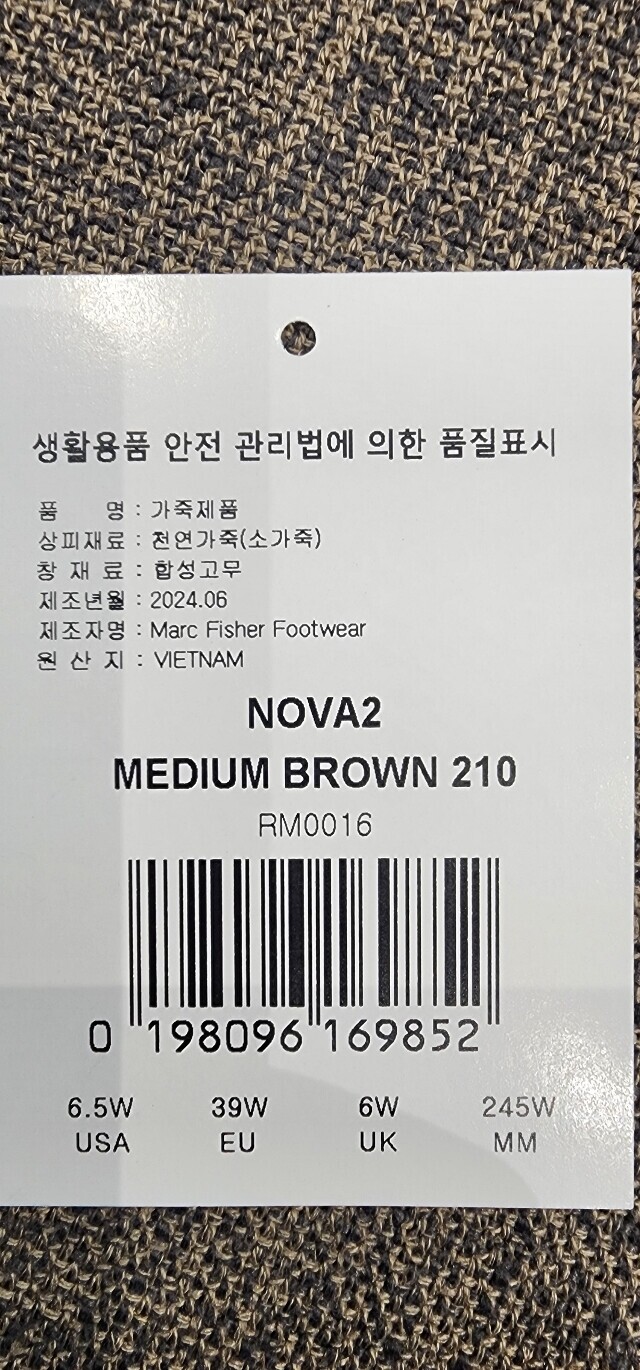 생활용품 안전 관리법에 의한 품질표시
품 명 : 가죽제품
상피재료 : 천연가죽(소가죽)
창 재 료 : 합성고무
제조년월 : 2024.06
제조자명 : Marc Fisher Footwear
원 산 지 : VIETNAM
NOVA2
MEDIUM BROWN 210
RM0016
0 198096 169852
6.5W 39W 6W 245W
USA EU UK MM